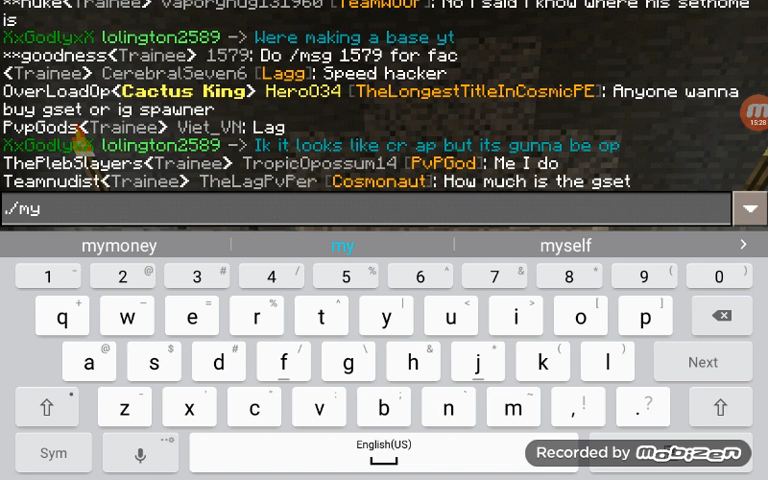 **nuke<Trainee> vaporyhug131960 [TeamW00F]: No I said I know where his sethome
is
XxGodlyxX lolington2589 -> Were making a base yt
**goodness<Trainee> 1579: Do /msg 1579 for fac
<Trainee> CerebralSeven6 [Lagg]: Speed hacker
OverLoadOp<Cactus King> Hero034 [TheLongestTitleInCosmicPE]: Anyone wanna
buy gset or ig spawner
PvpGods<Trainee> Viet_VN: Lag
XxGodlyxX lolington2589 -> Ik it looks like cr ap but its gunna be op
ThePlebSlayers<Trainee> TropicOpossum14 [PvPGod]: Me I do
Teamnudist<Trainee> TheLagPvPer [Cosmonaut]: How much is the gset
15:28
./my
mymoney my myself >
1 - 2 @ 3 # 4 / 5 % 6 ^ 7 & 8 * 9 ( 0 )
q + w - e = r % t ^ y | u < i > o [ p ]
a @ s $ d # f / g \ h & j * k ( l ) Next
z - x ' c " v : b ; n , m ~ , ! . ?
Sym English(US)
Recorded by mobizen